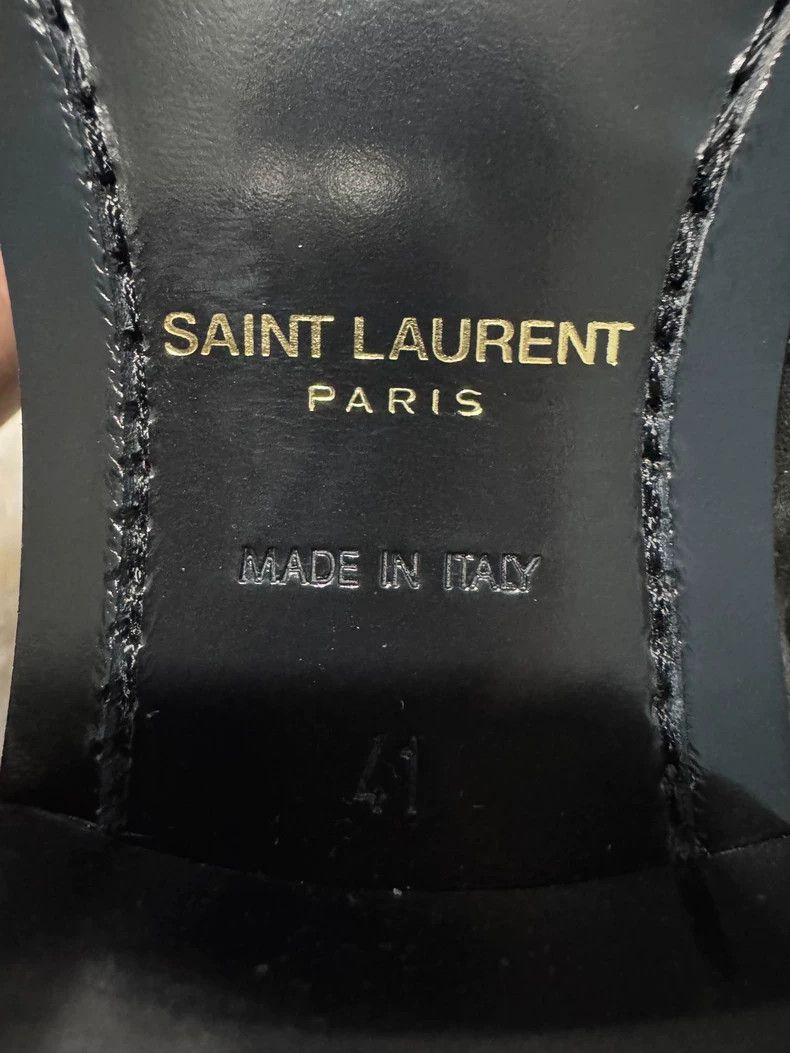 SAINT LAURENT
PARIS
MADE IN ITALY
41